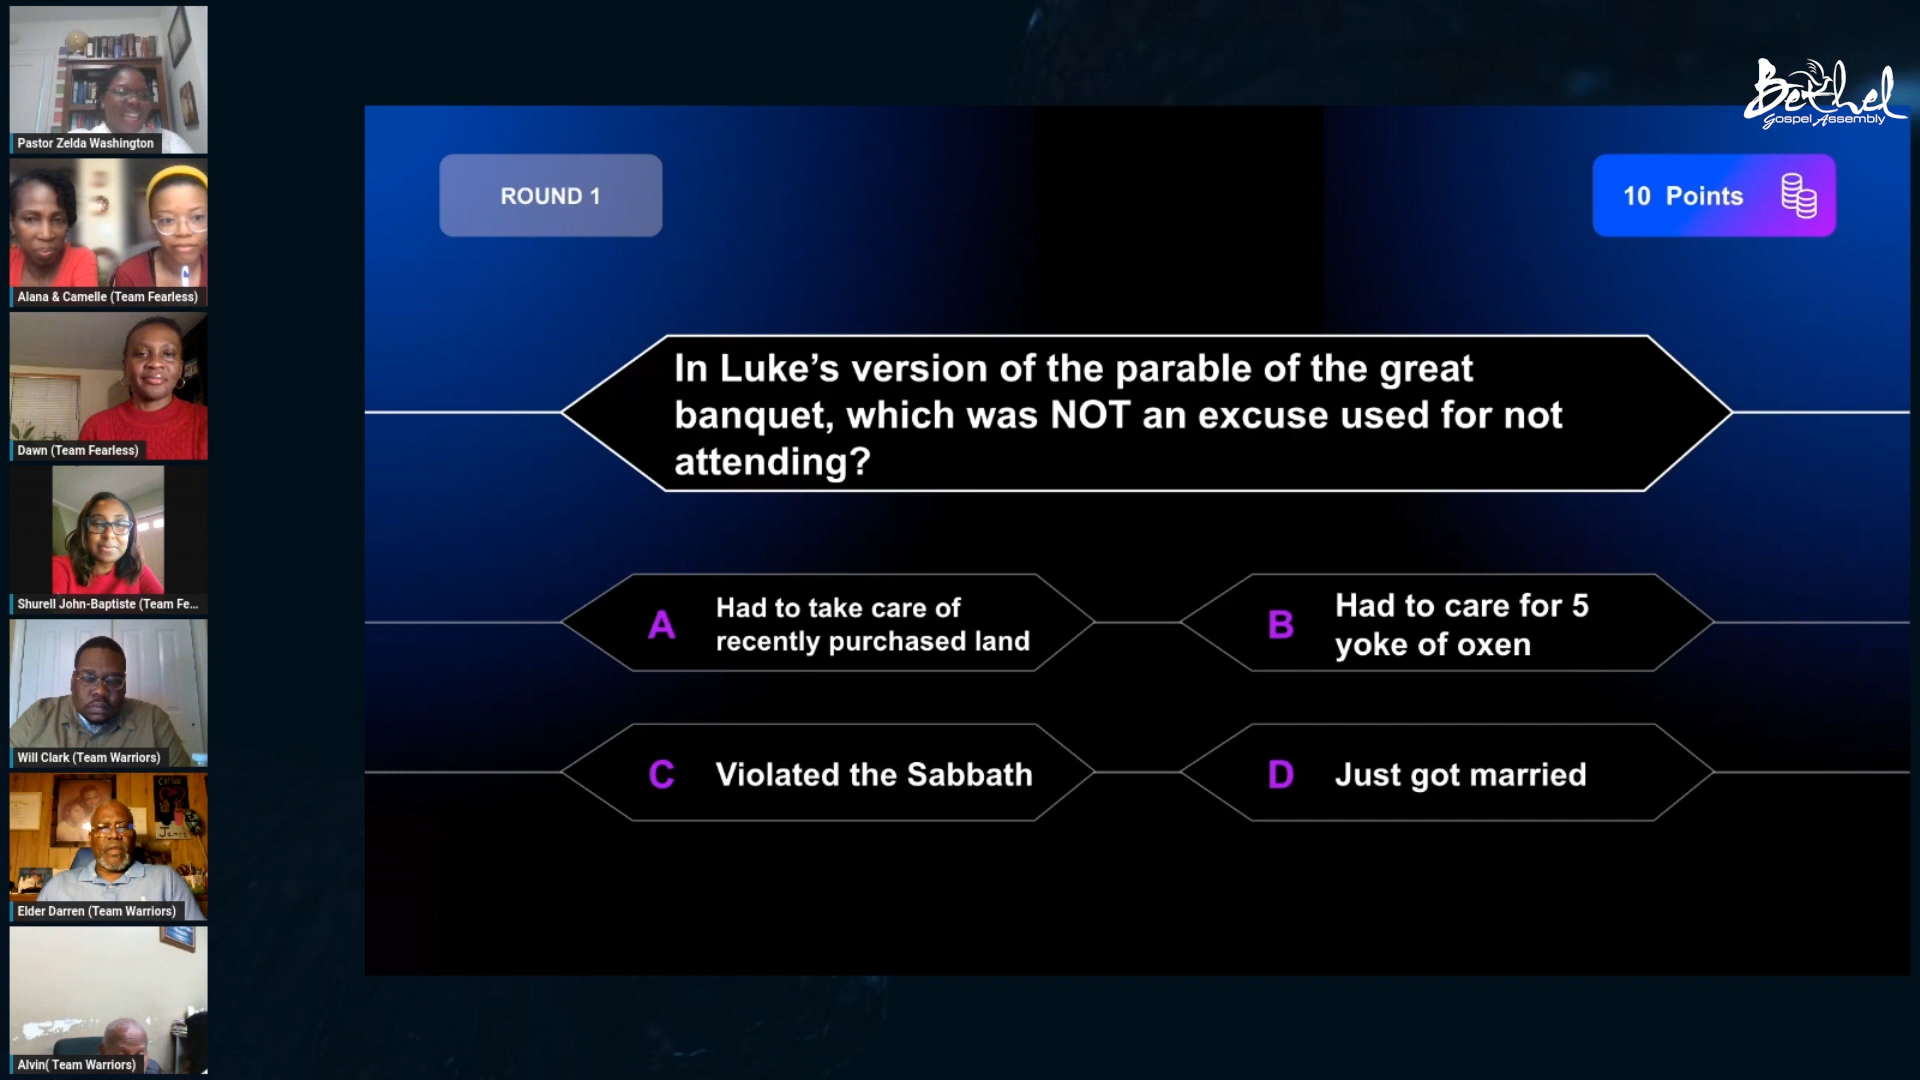 Pastor Zelda Washington
Alana & Camelle (Team Fearless)
Dawn (Team Fearless)
Shurell John-Baptiste (Team Fe...
Will Clark (Team Warriors)
Elder Darren (Team Warriors)
Alvin( Team Warriors)
Bethel
Gospel Assembly
ROUND 1
10 Points
In Luke’s version of the parable of the great
banquet, which was NOT an excuse used for not
attending?
A
Had to take care of
recently purchased land
B
Had to care for 5
yoke of oxen
C
Violated the Sabbath
D
Just got married
Coffee
James